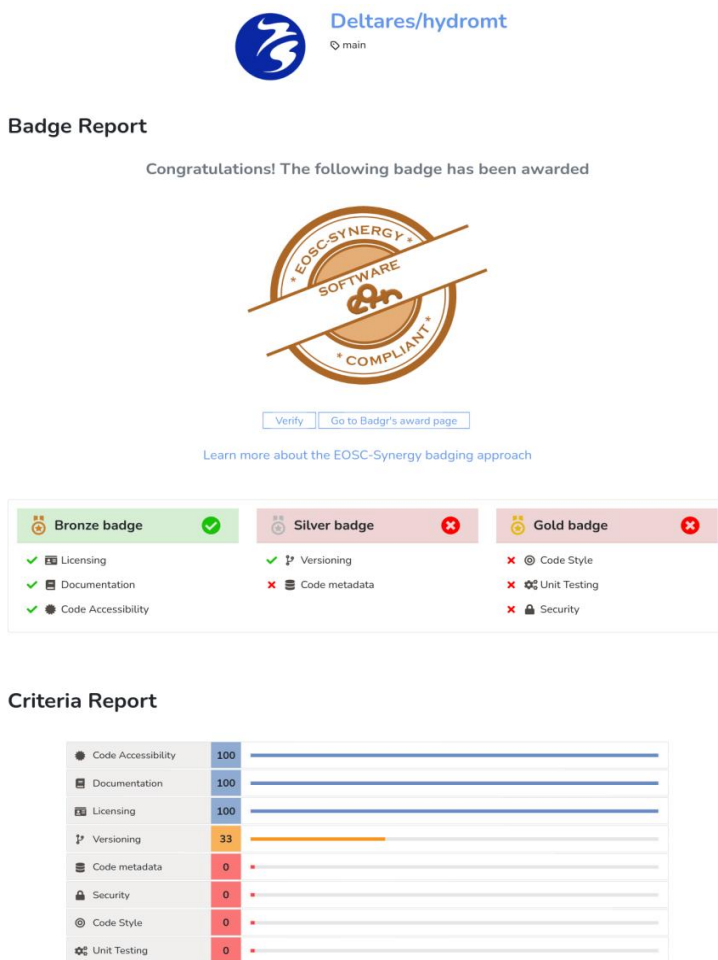 Deltares/hydromt
main
Badge Report
Congratulations! The following badge has been awarded
* EOSC-SYNERGY *
SOFTWARE
* COMPLIANT *
Verify Go to Badgr's award page
Learn more about the EOSC-Synergy badging approach
Bronze badge Silver badge Gold badge
Licensing Versioning Code Style
Documentation Code metadata Unit Testing
Code Accessibility Security
Criteria Report
Code Accessibility 100
Documentation 100
Licensing 100
Versioning 33
Code metadata 0
Security 0
Code Style 0
Unit Testing 0